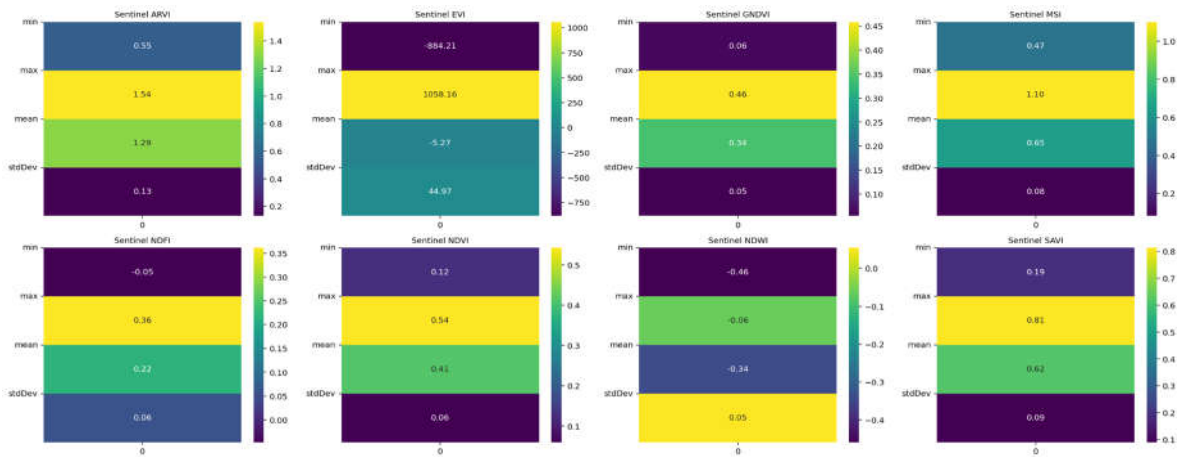 Sentinel ARVI
min
0.55
max
1.54
mean
1.29
stdDev
0.13
0
1.4
1.2
1.0
0.8
0.6
0.4
0.2
Sentinel EVI
min
-884.21
max
1058.16
mean
-5.27
stdDev
44.97
0
1000
750
500
250
0
−250
−500
−750
Sentinel GNDVI
min
0.06
max
0.46
mean
0.34
stdDev
0.05
0
0.45
0.40
0.35
0.30
0.25
0.20
0.15
0.10
Sentinel MSI
min
0.47
max
1.10
mean
0.65
stdDev
0.08
0
1.0
0.8
0.6
0.4
0.2
Sentinel NDFI
min
-0.05
max
0.36
mean
0.22
stdDev
0.06
0
0.35
0.30
0.25
0.20
0.15
0.10
0.05
0.00
Sentinel NDVI
min
0.12
max
0.54
mean
0.41
stdDev
0.06
0
0.5
0.4
0.3
0.2
0.1
Sentinel NDWI
min
-0.46
max
-0.06
mean
-0.34
stdDev
0.05
0
0.0
−0.1
−0.2
−0.3
−0.4
Sentinel SAVI
min
0.19
max
0.81
mean
0.62
stdDev
0.09
0
0.8
0.7
0.6
0.5
0.4
0.3
0.2
0.1